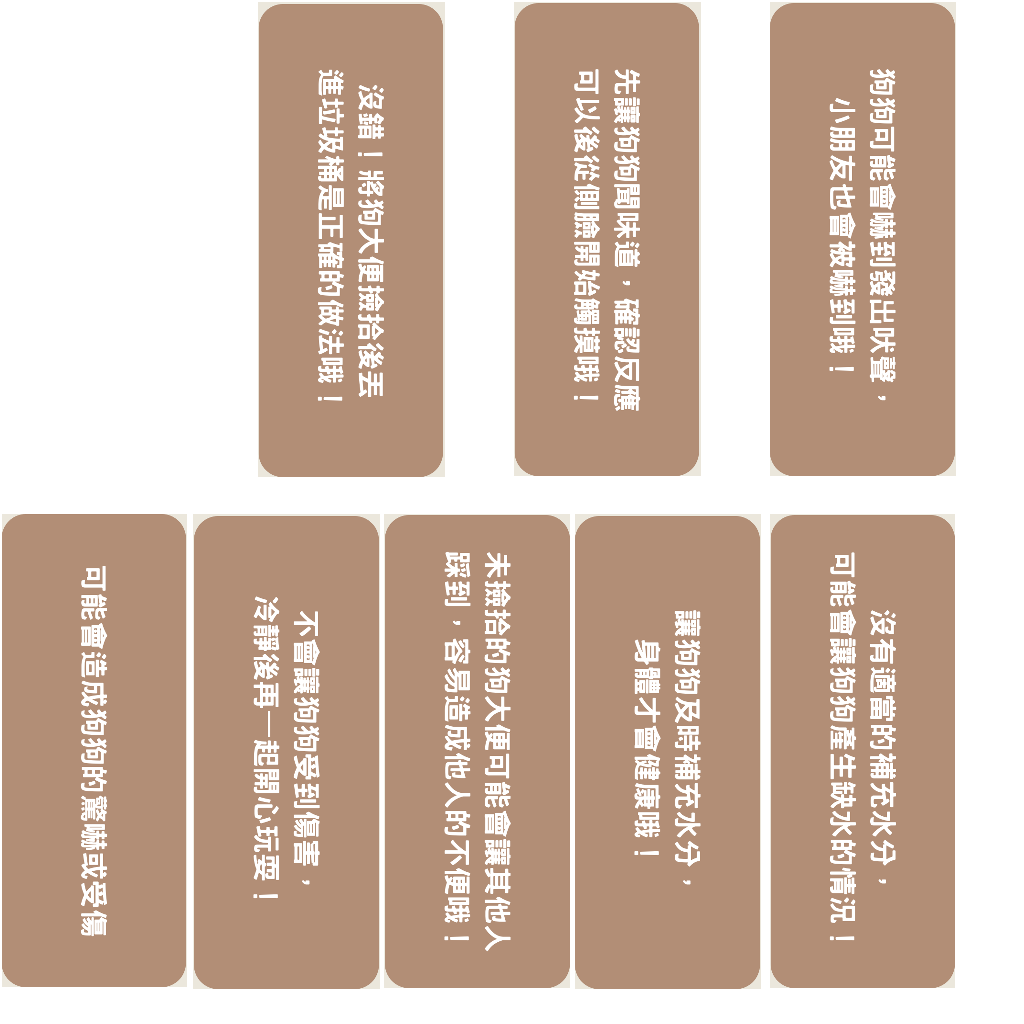 狗狗可能會嚇到發出吠聲，
小朋友也會被嚇到哦！
先讓狗狗聞味道，確認反應
可以後從側臉開始觸摸哦！
沒錯！將狗大便撿拾後丟
進垃圾桶是正確的做法哦！
沒有適當的補充水分，
可能會讓狗狗產生缺水的情況！
讓狗狗及時補充水分，
身體才會健康哦！
未撿拾的狗大便可能會讓其他人
踩到，容易造成他人的不便哦！
不會讓狗狗受到傷害，
冷靜後再一起開心玩耍！
可能會造成狗狗的驚嚇或受傷